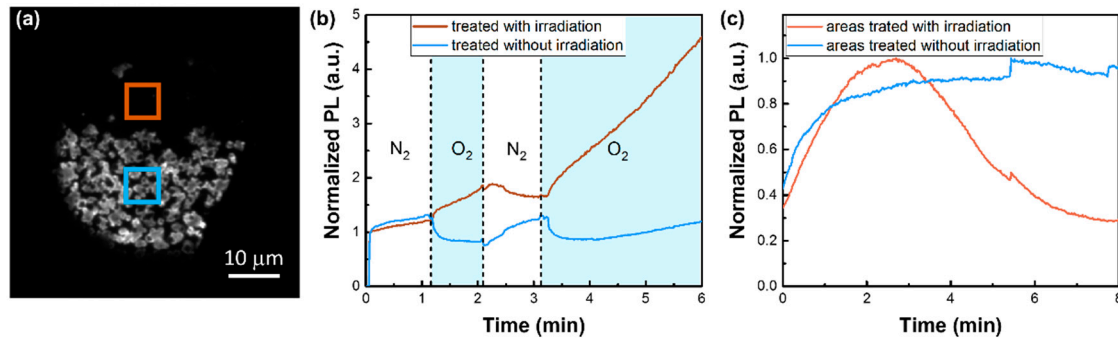 (a)
10 μm
(b)
treated with irradiation
treated without irradiation
N₂
O₂
N₂
O₂
Normalized PL (a.u.)
5
4
3
2
1
0
0 1 2 3 4 5 6
Time (min)
(c)
areas trated with irradiation
areas treated without irradiation
Normalized PL (a.u.)
1.0
0.8
0.6
0.4
0.2
0.0
0 2 4 6 8
Time (min)